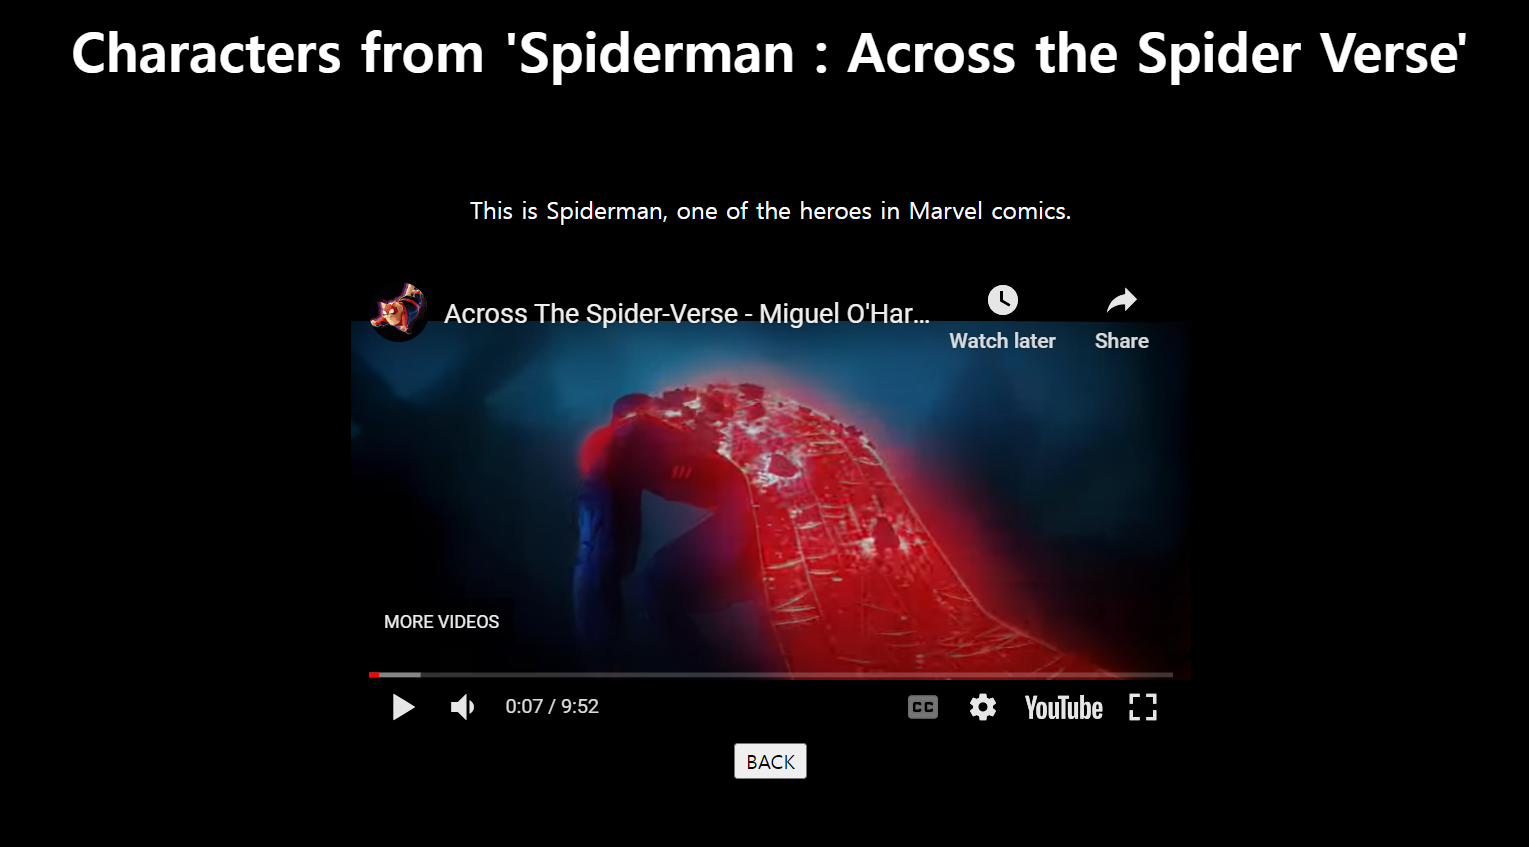 Characters from 'Spiderman : Across the Spider Verse'
This is Spiderman, one of the heroes in Marvel comics.
Across The Spider-Verse - Miguel O'Har...
Watch later
Share
MORE VIDEOS
0:07 / 9:52
CC
YouTube
BACK